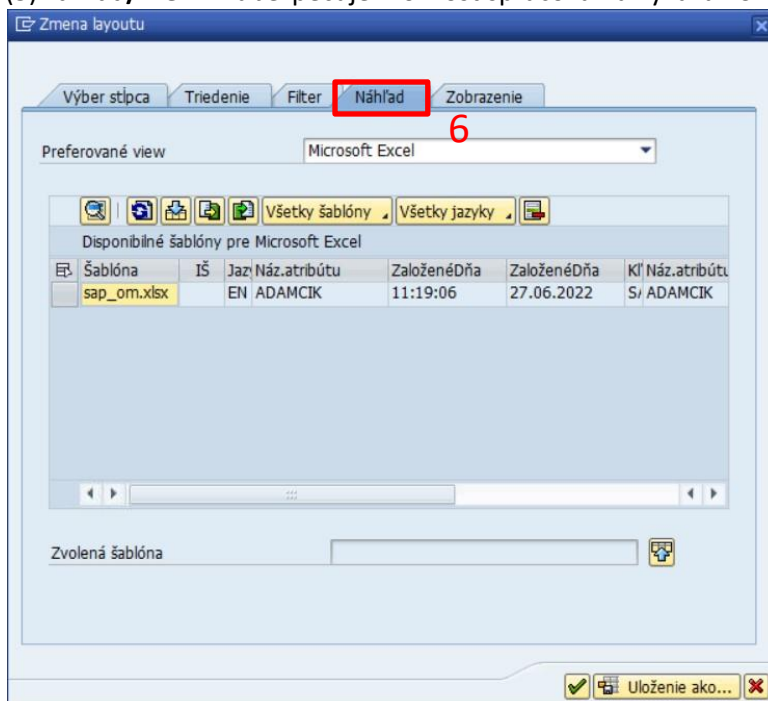 Zmena layoutu
Výber stĺpca Triedenie Filter Náhľad Zobrazenie
6
Preferované view Microsoft Excel
Všetky šablóny Všetky jazyky
Disponibilné šablóny pre Microsoft Excel
Šablóna IŠ Jazy Náz.atribútu ZaloženéDňa ZaloženéDňa Kľ Náz.atribútu
sap_om.xlsx EN ADAMCIK 11:19:06 27.06.2022 S/ ADAMCIK
Zvolená šablóna
Uloženie ako...